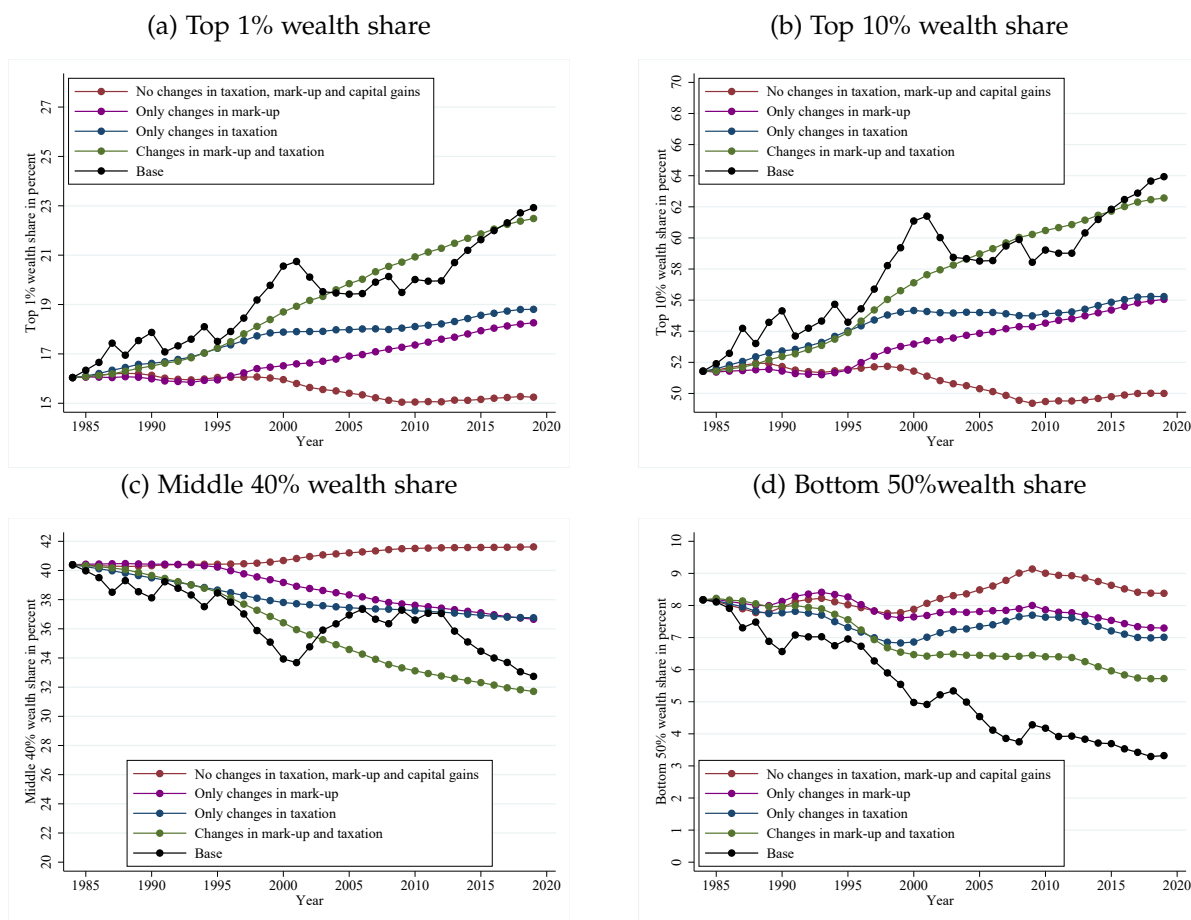 (a) Top 1% wealth share
Top 1% wealth share in percent
27
25
23
21
19
17
15
No changes in taxation, mark-up and capital gains
Only changes in mark-up
Only changes in taxation
Changes in mark-up and taxation
Base
1985 1990 1995 2000 2005 2010 2015 2020
Year
(b) Top 10% wealth share
Top 10% wealth share in percent
70
68
66
64
62
60
58
56
54
52
50
No changes in taxation, mark-up and capital gains
Only changes in mark-up
Only changes in taxation
Changes in mark-up and taxation
Base
1985 1990 1995 2000 2005 2010 2015 2020
Year
(c) Middle 40% wealth share
Middle 40% wealth share in percent
42
40
38
36
34
32
30
28
26
24
22
20
No changes in taxation, mark-up and capital gains
Only changes in mark-up
Only changes in taxation
Changes in mark-up and taxation
Base
1985 1990 1995 2000 2005 2010 2015 2020
Year
(d) Bottom 50%wealth share
Bottom 50% wealth share in percent
10
9
8
7
6
5
4
3
2
1
0
No changes in taxation, mark-up and capital gains
Only changes in mark-up
Only changes in taxation
Changes in mark-up and taxation
Base
1985 1990 1995 2000 2005 2010 2015 2020
Year